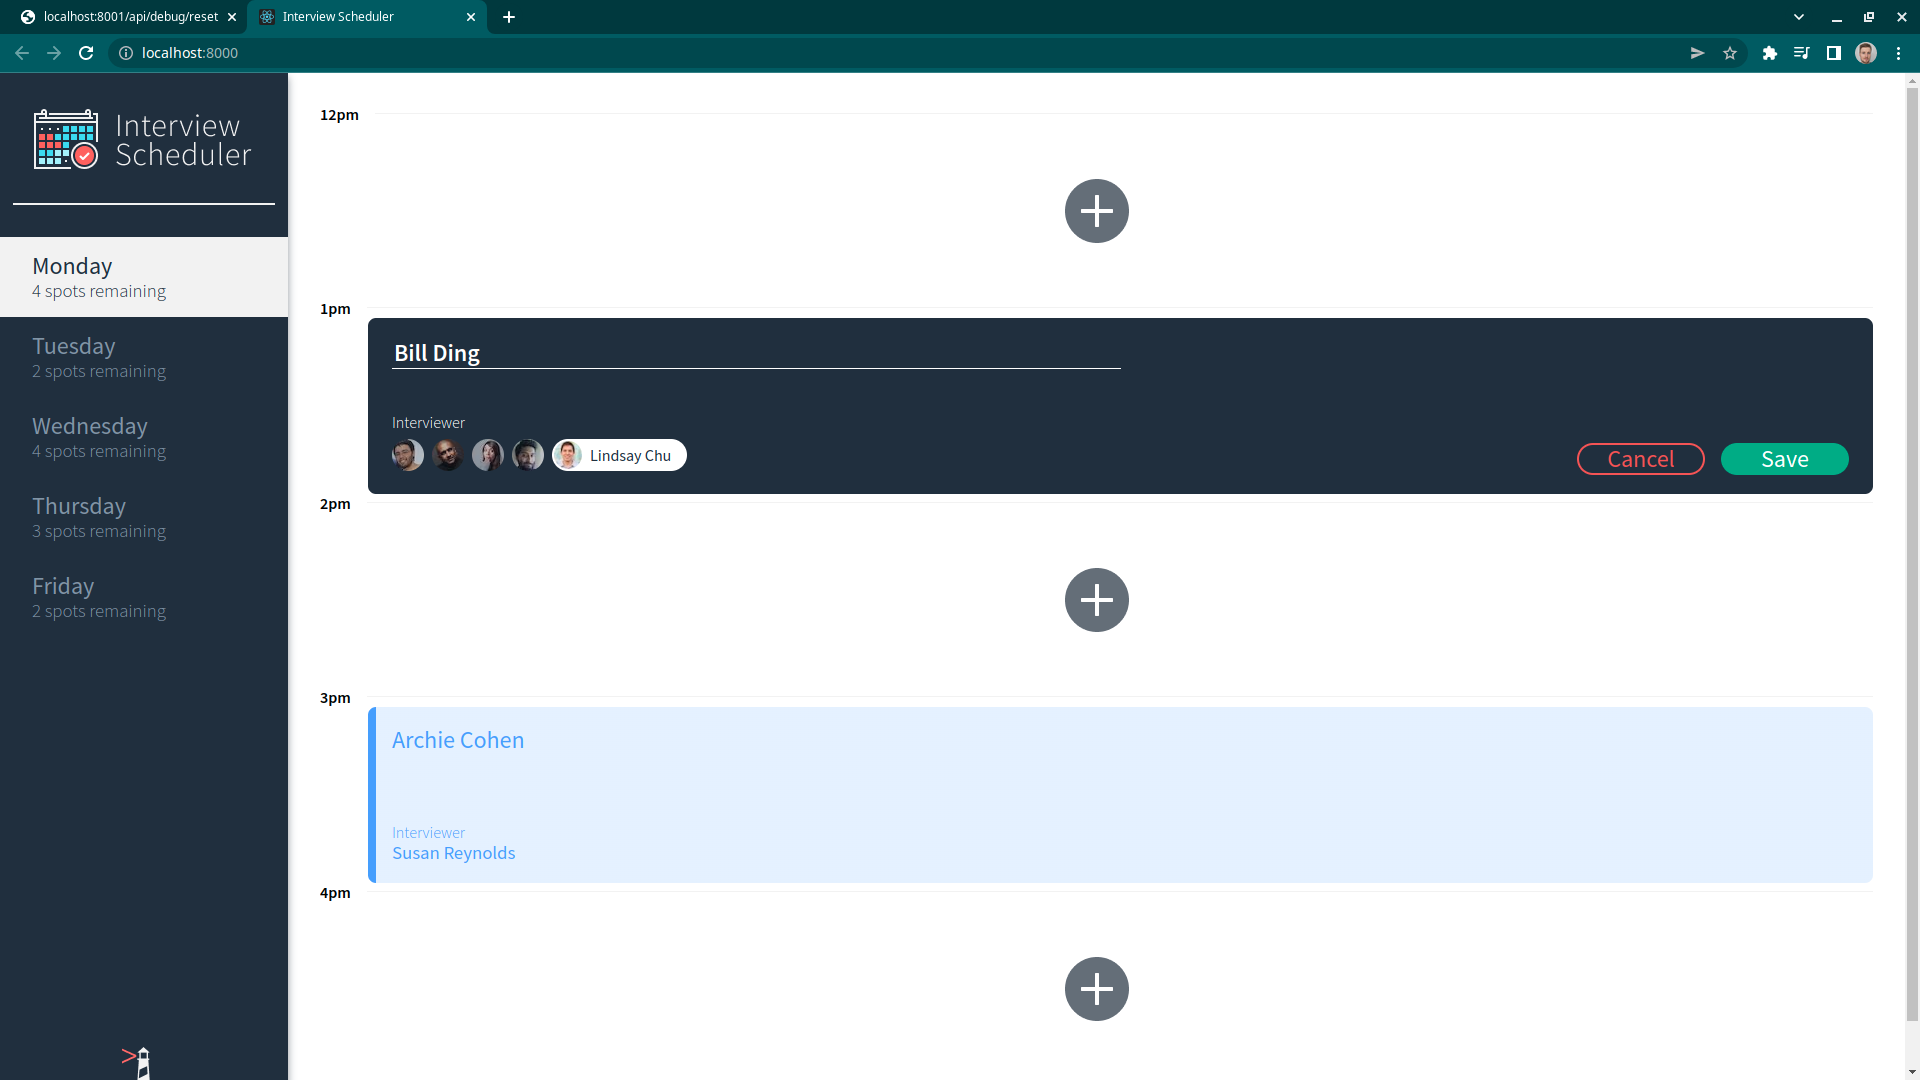 localhost:8001/api/debug/reset
Interview Scheduler
localhost:8000
Interview
Scheduler
Monday
4 spots remaining
Tuesday
2 spots remaining
Wednesday
4 spots remaining
Thursday
3 spots remaining
Friday
2 spots remaining
12pm
1pm
Bill Ding
Interviewer
Lindsay Chu
Cancel
Save
2pm
3pm
Archie Cohen
Interviewer
Susan Reynolds
4pm